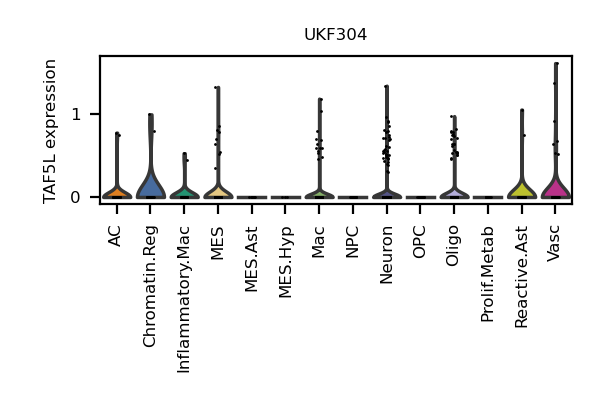 UKF304
TAF5L expression
1
0
AC
Chromatin.Reg
Inflammatory.Mac
MES
MES.Ast
MES.Hyp
Mac
NPC
Neuron
OPC
Oligo
Prolif.Metab
Reactive.Ast
Vasc